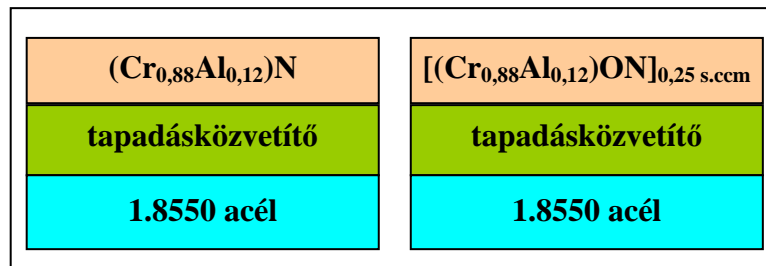 (Cr0,88Al0,12)N
tapadásközvetítő
1.8550 acél
[(Cr0,88Al0,12)ON]0,25 s.ccm
tapadásközvetítő
1.8550 acél